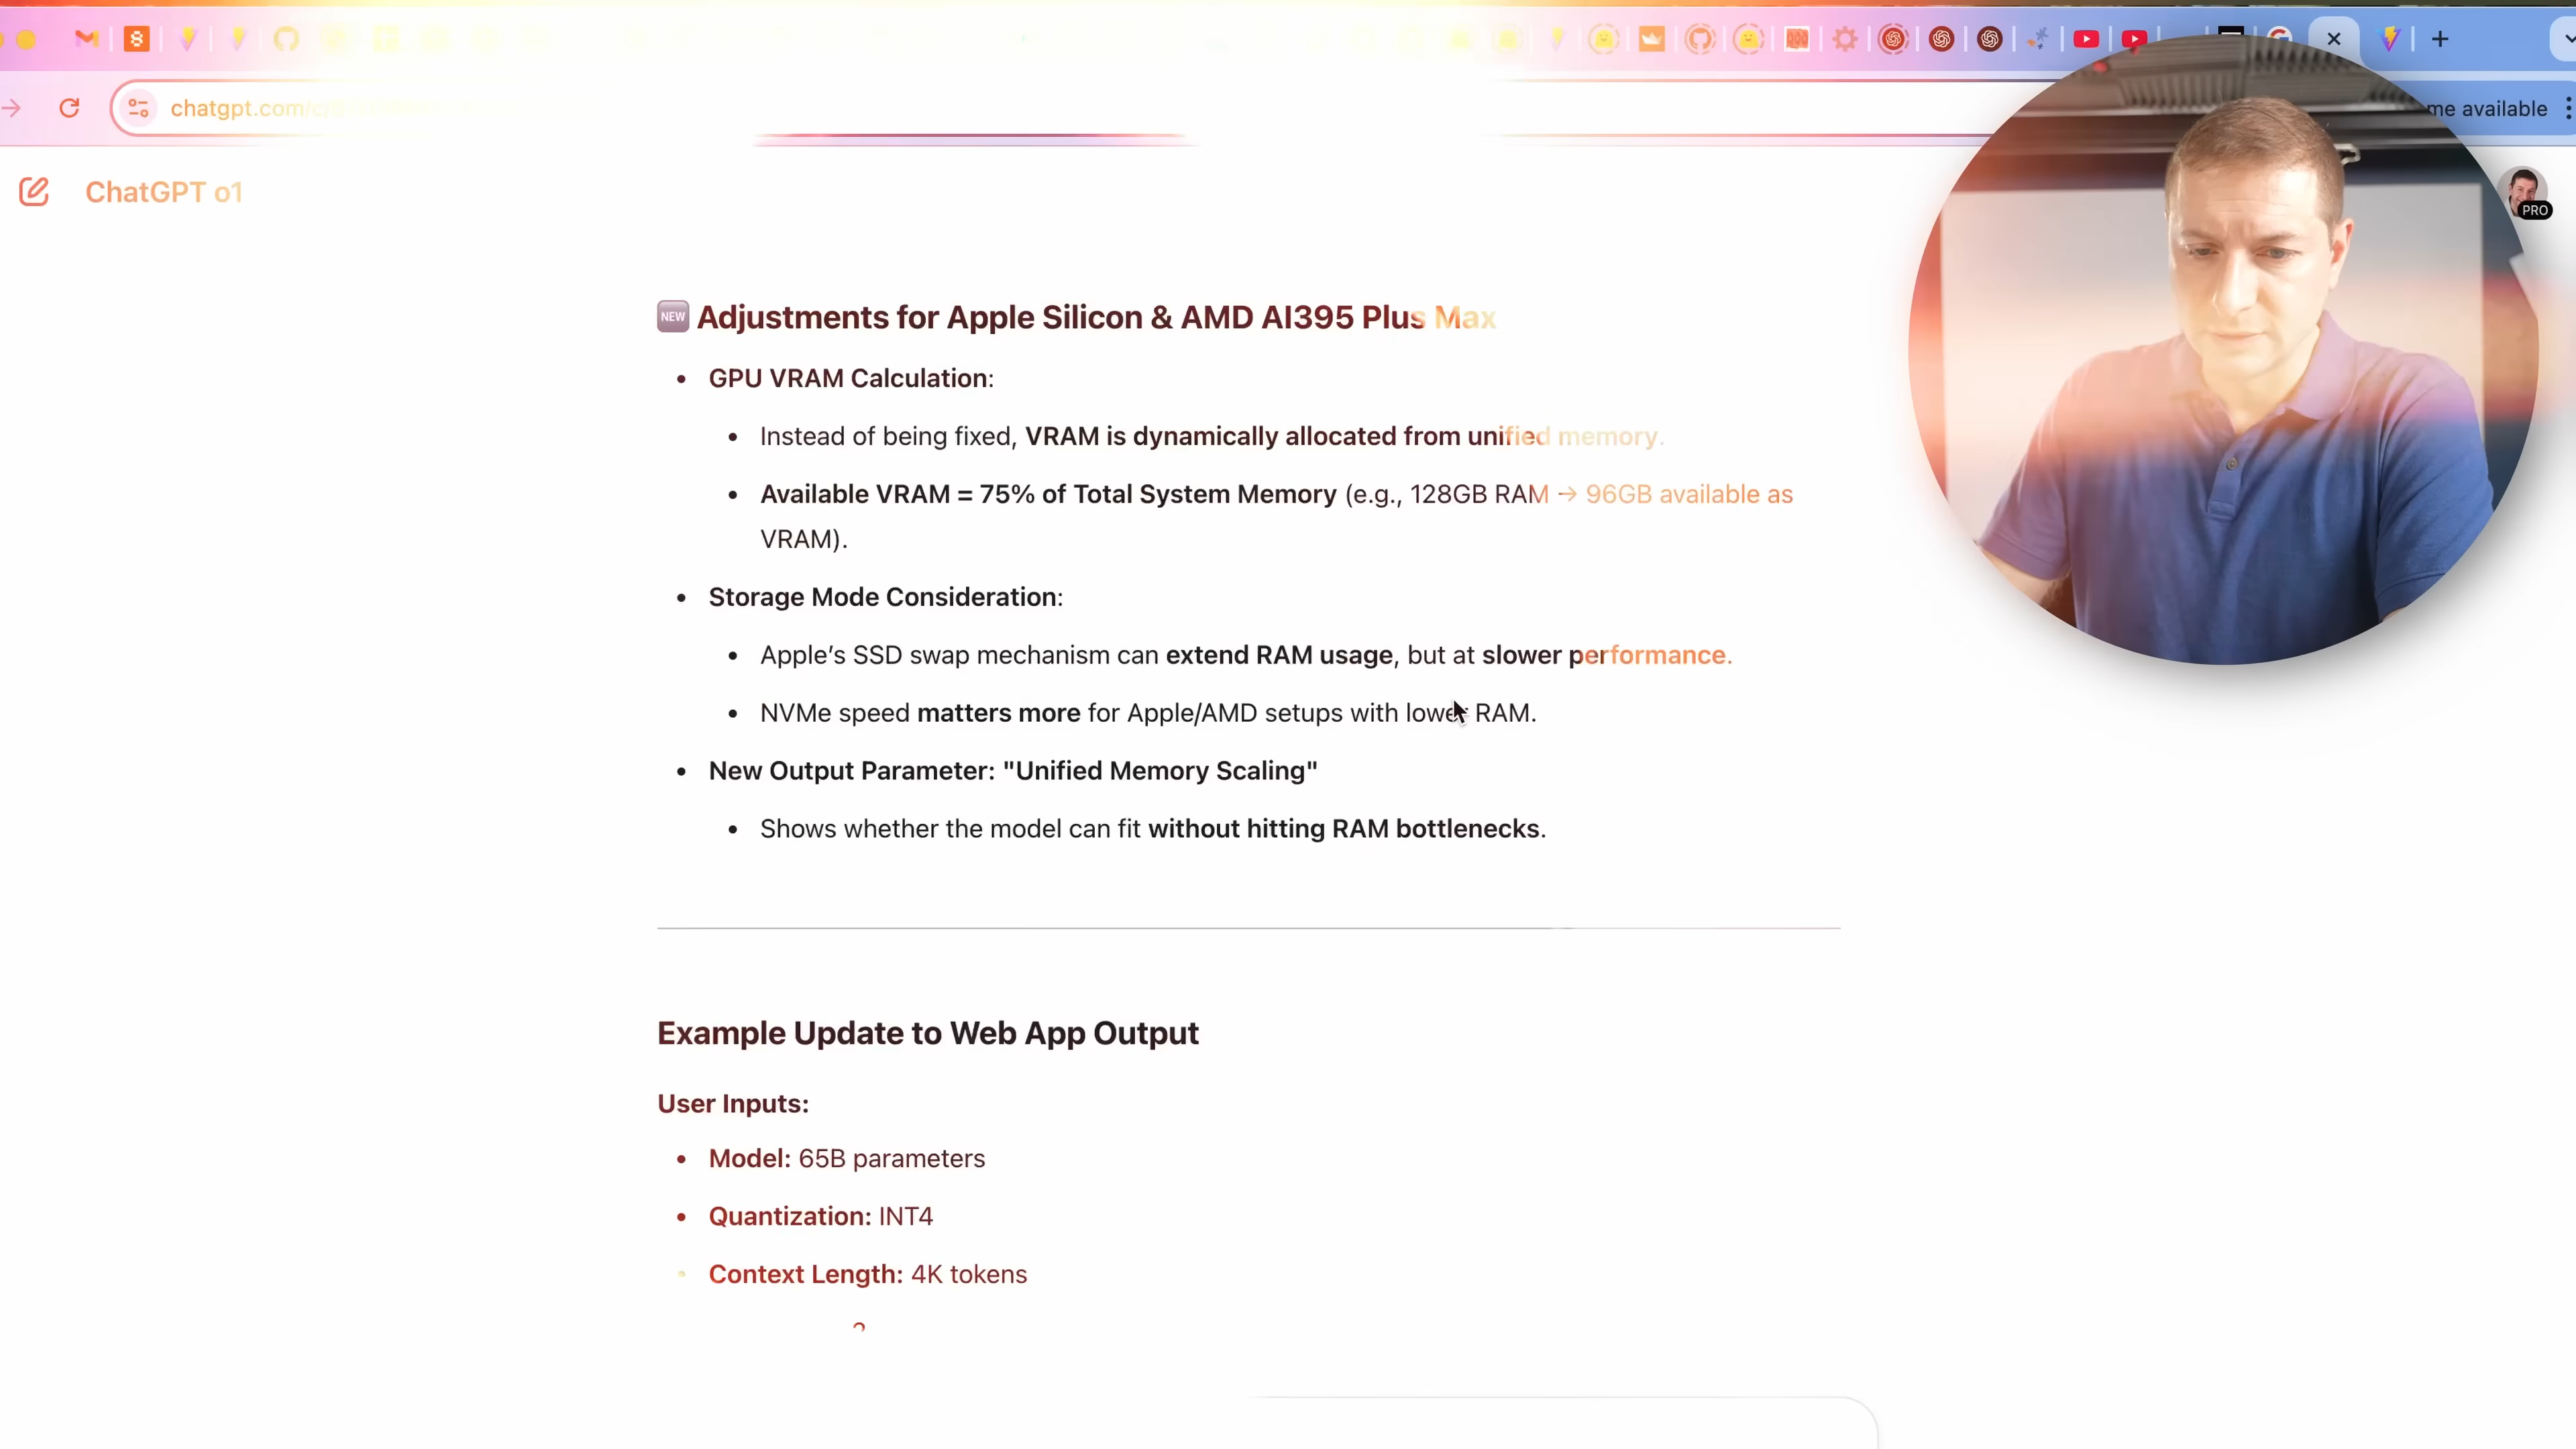 chatgpt.com/c/
me available
ChatGPT o1
PRO
NEW Adjustments for Apple Silicon & AMD AI395 Plus Max
GPU VRAM Calculation:
Instead of being fixed, VRAM is dynamically allocated from unified memory.
Available VRAM = 75% of Total System Memory (e.g., 128GB RAM → 96GB available as
VRAM).
Storage Mode Consideration:
Apple’s SSD swap mechanism can extend RAM usage, but at slower performance.
NVMe speed matters more for Apple/AMD setups with lower RAM.
New Output Parameter: "Unified Memory Scaling"
Shows whether the model can fit without hitting RAM bottlenecks.
Example Update to Web App Output
User Inputs:
Model: 65B parameters
Quantization: INT4
Context Length: 4K tokens